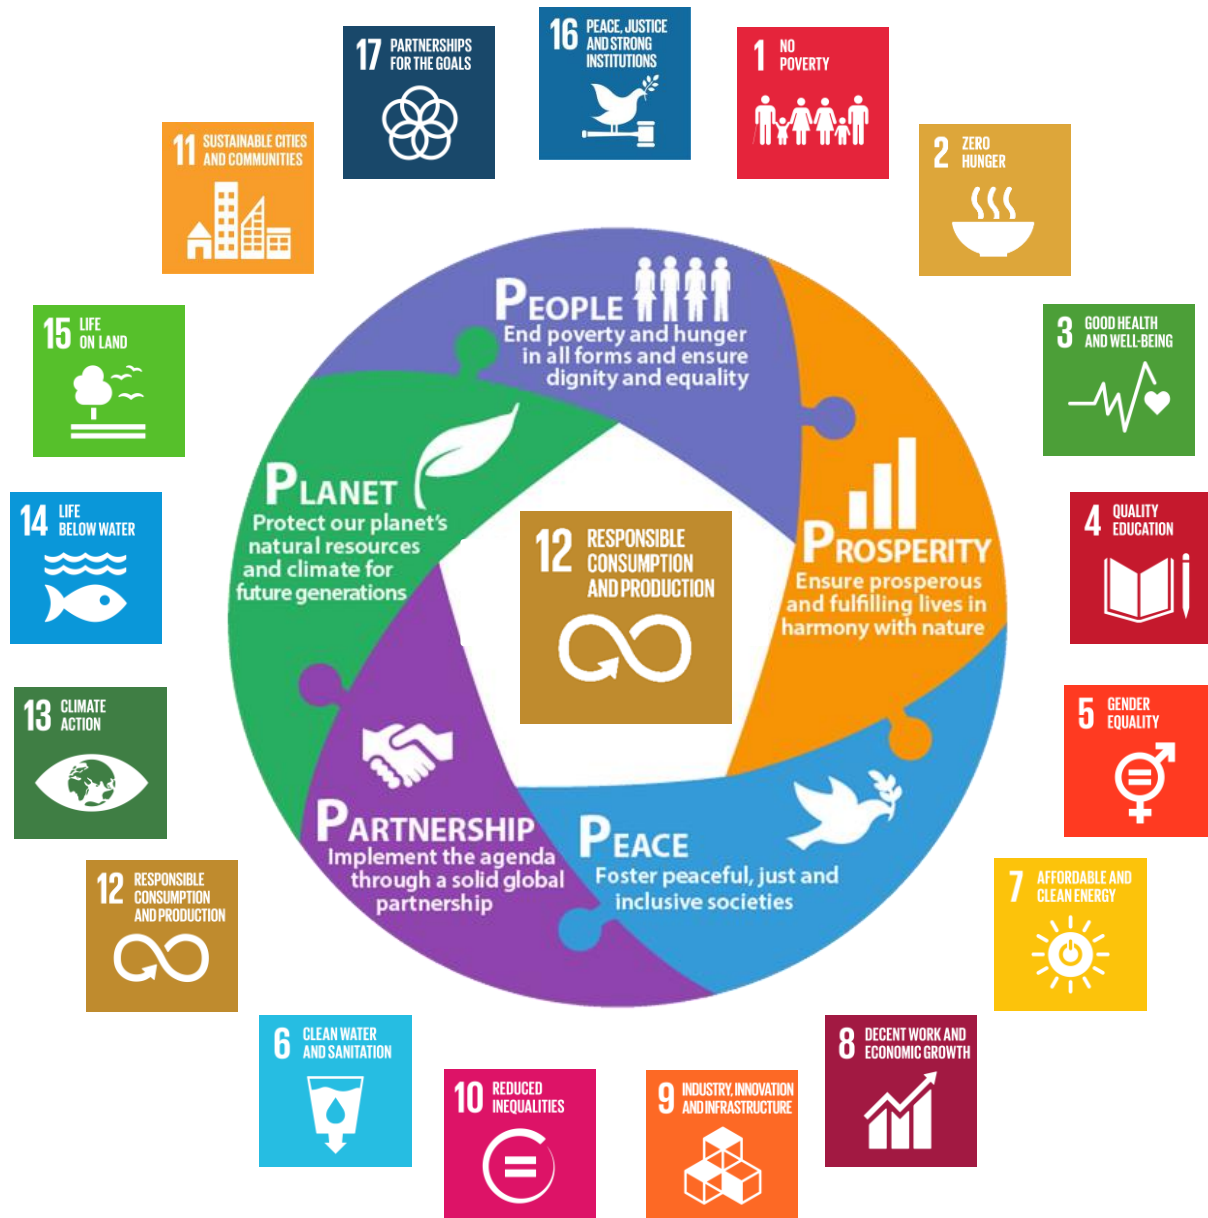 16 PEACE, JUSTICE
AND STRONG
INSTITUTIONS
1 NO
POVERTY
2 ZERO
HUNGER
3 GOOD HEALTH
AND WELL-BEING
4 QUALITY
EDUCATION
5 GENDER
EQUALITY
7 AFFORDABLE AND
CLEAN ENERGY
8 DECENT WORK AND
ECONOMIC GROWTH
9 INDUSTRY, INNOVATION
AND INFRASTRUCTURE
10 REDUCED
INEQUALITIES
6 CLEAN WATER
AND SANITATION
12 RESPONSIBLE
CONSUMPTION
AND PRODUCTION
13 CLIMATE
ACTION
14 LIFE
BELOW WATER
15 LIFE
ON LAND
11 SUSTAINABLE CITIES
AND COMMUNITIES
17 PARTNERSHIPS
FOR THE GOALS
PEOPLE
End poverty and hunger
in all forms and ensure
dignity and equality
PROSPERITY
Ensure prosperous
and fulfilling lives in
harmony with nature
PEACE
Foster peaceful, just and
inclusive societies
PARTNERSHIP
Implement the agenda
through a solid global
partnership
PLANET
Protect our planet's
natural resources
and climate for
future generations
12 RESPONSIBLE
CONSUMPTION
AND PRODUCTION